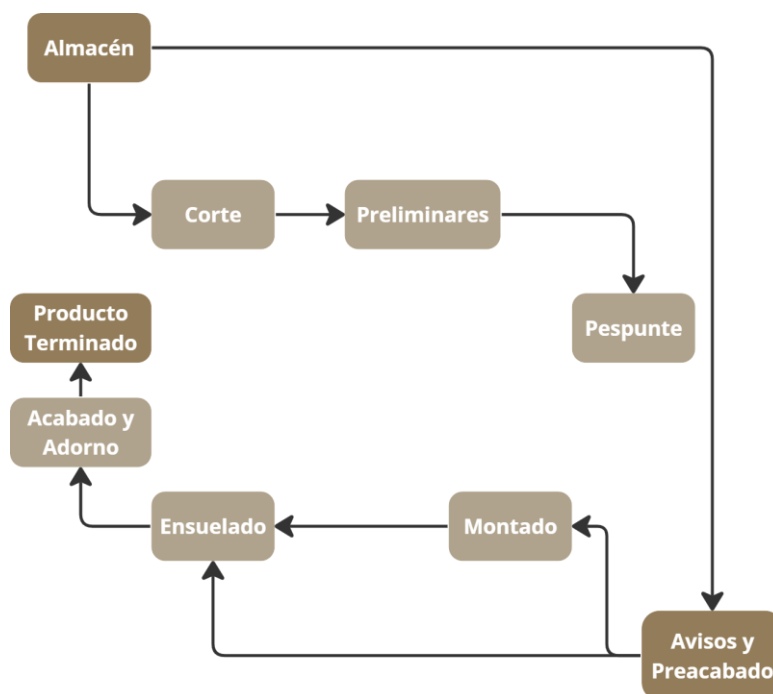 Almacén
Corte
Preliminares
Pespunte
Producto
Terminado
Acabado y
Adorno
Ensuelado
Montado
Avisos y
Preacabado